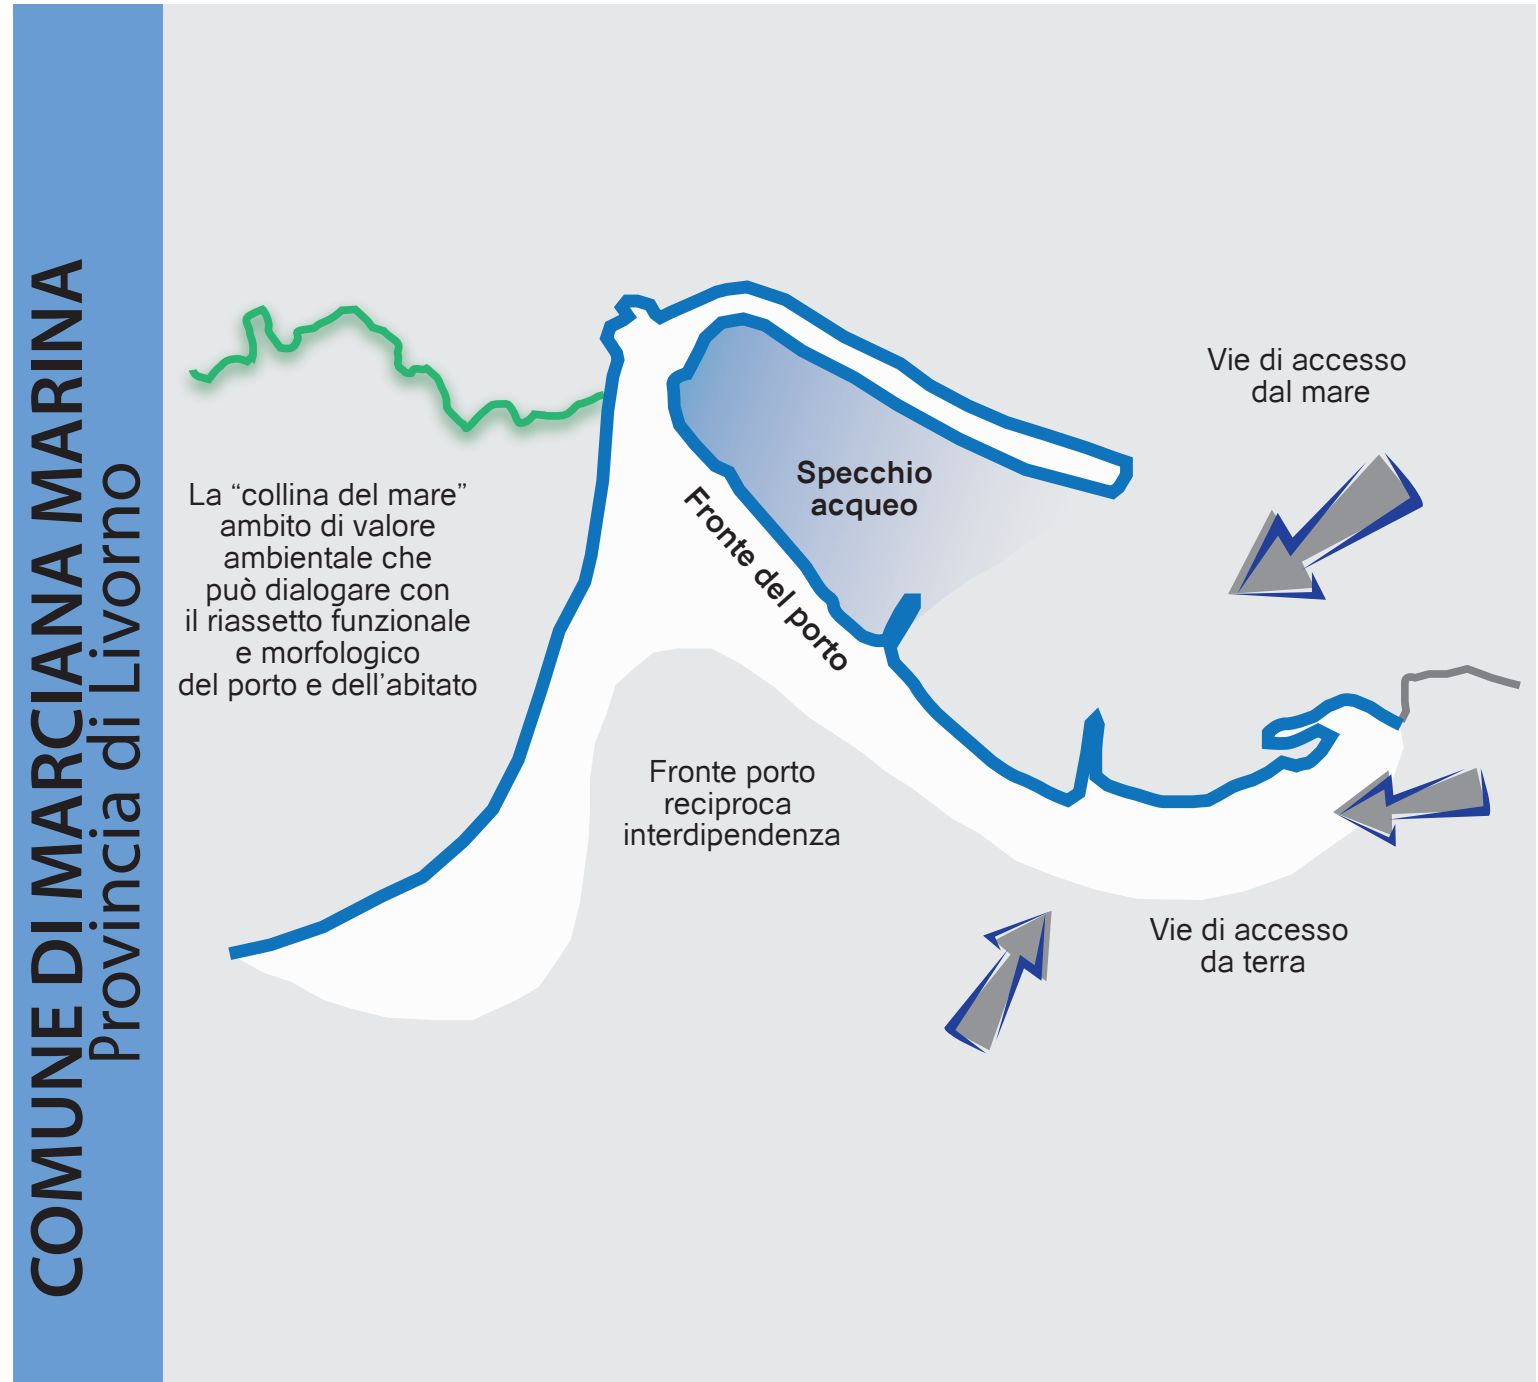 COMUNE DI MARCIANA MARINA
Provincia di Livorno
Vie di accesso
dal mare
Specchio
acqueo
Fronte del porto
La “collina del mare”
ambito di valore
ambientale che
può dialogare con
il riassetto funzionale
e morfologico
del porto e dell’abitato
Fronte porto
reciproca
interdipendenza
Vie di accesso
da terra